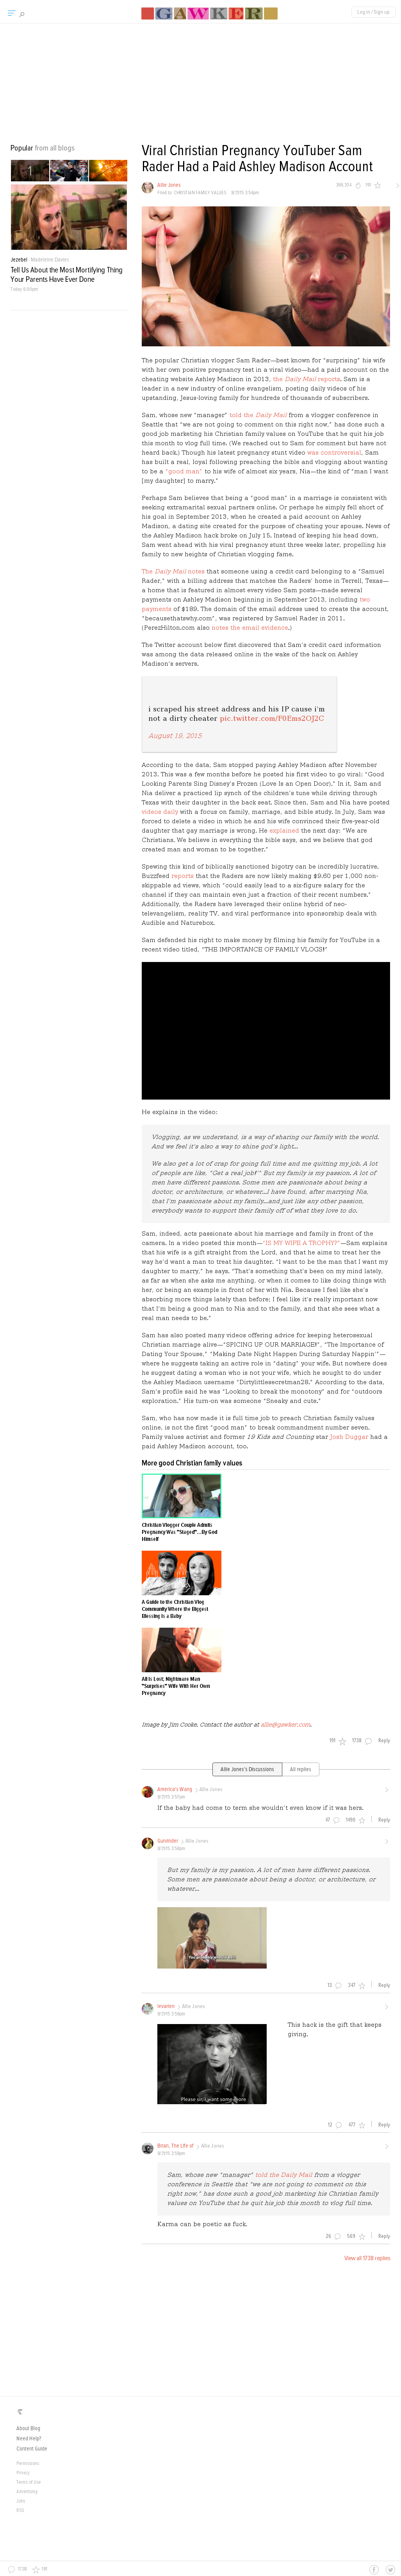 GAWKER
Log in / Sign up
Popular from all blogs
Jezebel Madeleine Davies
Tell Us About the Most Mortifying Thing
Your Parents Have Ever Done
Viral Christian Pregnancy YouTuber Sam
Rader Had a Paid Ashley Madison Account
Allie Jones
Filed to: CHRISTIAN FAMILY VALUES
The popular Christian vlogger Sam Rader—best known for "surprising" his wife
with her own positive pregnancy test in a viral video—had a paid account on the
cheating website Ashley Madison in 2013, the Daily Mail reports. Sam is a
leader in a new industry of online evangelism, posting daily videos of his
upstanding, Jesus-loving family for hundreds of thousands of subscribers.
Sam, whose new "manager" told the Daily Mail from a vlogger conference in
Seattle that "we are not going to comment on this right now," has done such a
good job marketing his Christian family values on YouTube that he quit his job
this month to vlog full time. (We reached out to Sam for comment but have not
heard back.) Though his latest pregnancy stunt video was controversial, Sam
has built a real, loyal following preaching the bible and vlogging about wanting
to be a "good man" to his wife of almost six years, Nia—the kind of "man I want
[my daughter] to marry."
Perhaps Sam believes that being a "good man" in a marriage is consistent with
seeking extramarital sexual partners online. Or perhaps he simply fell short of
his goal in September 2013, when he created a paid account on Ashley
Madison, a dating site created for the purpose of cheating your spouse. News of
the Ashley Madison hack broke on July 15. Instead of keeping his head down,
Sam went ahead with his viral pregnancy stunt three weeks later, propelling his
family to new heights of Christian vlogging fame.
The Daily Mail notes that someone using a credit card belonging to a "Samuel
Rader," with a billing address that matches the Raders' home in Terrell, Texas—
a home that is featured in almost every video Sam posts—made several
payments to Ashley Madison beginning in September 2013, including two
payments of $189. The domain of the email address used to create the account,
"becausethatswhy.com", was registered by Samuel Rader in 2011.
(PerezHilton.com also notes the email evidence.)
The Twitter account below first discovered that Sam's credit card information
was among the data released online in the wake of the hack on Ashley
Madison's servers.
i scraped his street address and his IP cause i'm
not a dirty cheater pic.twitter.com/F0Ems2OJ2C
August 19, 2015
According to the data, Sam stopped paying Ashley Madison after November
2013. This was a few months before he posted his first video to go viral: "Good
Looking Parents Sing Disney's Frozen (Love Is an Open Door)." In it, Sam and
Nia deliver a practiced lip synch of the children's tune while driving through
Texas with their daughter in the back seat. Since then, Sam and Nia have posted
videos daily with a focus on family, marriage, and bible study. In July, Sam was
forced to delete a video in which he and his wife convinced their five-year-old
daughter that gay marriage is wrong. He explained the next day: "We are
Christians. We believe in everything the bible says, and we believe that god
created man and woman to be together."
Spewing this kind of biblically sanctioned bigotry can be incredibly lucrative.
Buzzfeed reports that the Raders are now likely making $9.60 per 1,000 non-
skippable ad views, which "could easily lead to a six-figure salary for the
channel if they can maintain even just a fraction of their recent numbers."
Additionally, the Raders have leveraged their online hybrid of neo-
televangelism, reality TV, and viral performance into sponsorship deals with
Audible and Naturebox.
Sam defended his right to make money by filming his family for YouTube in a
recent video titled, "THE IMPORTANCE OF FAMILY VLOGS!"
He explains in the video:
Vlogging, as we understand, is a way of sharing our family with the world.
And we feel it's also a way to shine god's light...
We also get a lot of crap for going full time and me quitting my job. A lot
of people are like, "Get a real job!" But my family is my passion. A lot of
men have different passions. Some men are passionate about being a
doctor, or architecture, or whatever...I have found, after marrying Nia,
that I'm passionate about my family...and just like any other passion,
everybody wants to support their family off of what they love to do.
Sam, indeed, acts passionate about his marriage and family in front of the
camera. In a video posted this month—"IS MY WIFE A TROPHY?"—Sam explains
his wife is a gift straight from the Lord, and that he aims to treat her the
way he'd want a man to treat his daughter. "I want to be the man that I want my
daughter to marry," he says. "That's something that's been on my mind lately,
as far as how she sees me treating her mommy, or when it comes to like doing things with
her, or being an example in front of her with Nia. Because I feel like she's
absorbing more things lately than before; I feel like it's really important now
that I'm being a good man to Nia and to the family, that she sees what a
real man needs to be."
Sam has also posted many videos offering advice for keeping heterosexual
Christian marriage alive—"SPICING UP OUR MARRIAGE!", "The Importance of
Dating Your Spouse," "Making Date Night Happen During Saturday Nappin'"—
where he suggests taking an active role in "dating" your wife. But nowhere does
he suggest dating a woman who is not your wife, which he sought to do under
the Ashley Madison username "Dirtylittlesecretman28." According to the data,
Sam's profile said he was "Looking to break the monotony" and for "outdoors
exploration." His turn-on was someone "Sneaky and cute."
Sam, who has now made it is full time job to preach Christian family values
online, is not the first "good man" to break commandment number seven.
Family values activist and former 19 Kids and Counting star Josh Duggar had a
paid Ashley Madison account, too.
More good Christian family values
Christian Vlogger Couple Admits
Pregnancy Was "Staged"...By God
Himself
A Guide to the Christian Vlog
Community Where the Biggest
Blessing Is a Baby
All Is Lost; Nightmare Man
"Surprises" Wife With Her Own
Pregnancy
Image by Jim Cooke. Contact the author at allie@gawker.com.
191 1738 Reply
Allie Jones's Discussions All replies
America's Wang Allie Jones
If the baby had come to term she wouldn't even know if it was hers.
47 1496 Reply
Gunender Allie Jones
But my family is my passion. A lot of men have different passions.
Some men are passionate about being a doctor, or architecture, or
whatever...
13 347 Reply
levanten Allie Jones
This hack is the gift that keeps
giving.
Please sir, I want some more
12 477 Reply
Brian, The Life of Allie Jones
Sam, whose new "manager" told the Daily Mail from a vlogger
conference in Seattle that "we are not going to comment on this
right now," has done such a good job marketing his Christian family
values on YouTube that he quit his job this month to vlog full time.
Karma can be poetic as fuck.
26 569 Reply
View all 1738 replies
About Blog
Need Help?
Content Guide
Permissions
Privacy
Terms of Use
Advertising
Jobs
RSS
1738 191